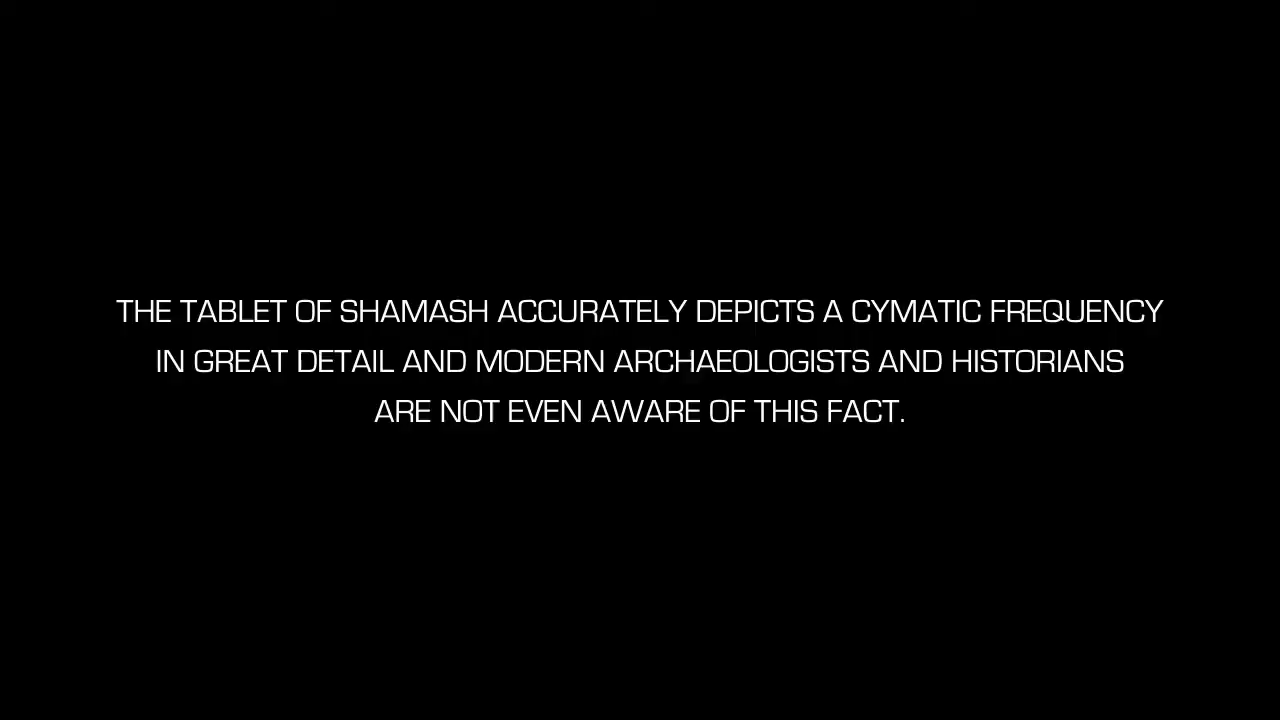 THE TABLET OF SHAMASH ACCURATELY DEPICTS A CYMATIC FREQUENCY
IN GREAT DETAIL AND MODERN ARCHAEOLOGISTS AND HISTORIANS
ARE NOT EVEN AWARE OF THIS FACT.